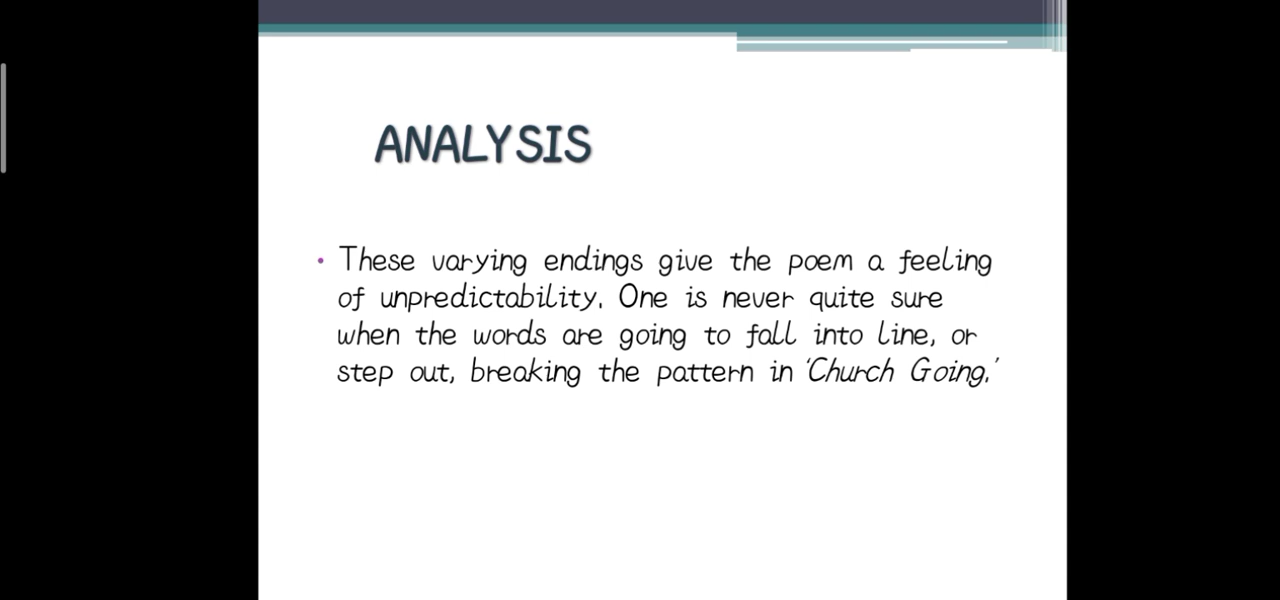 ANALYSIS
• These varying endings give the poem a feeling
of unpredictability. One is never quite sure
when the words are going to fall into line, or
step out, breaking the pattern in ‘Church Going.’